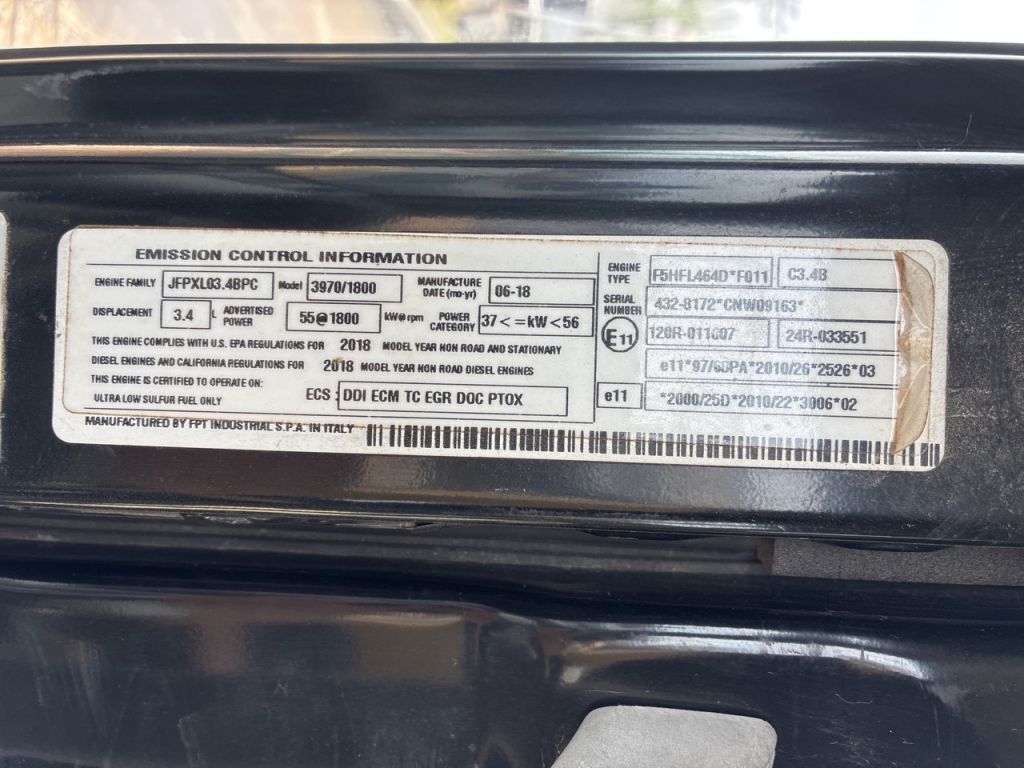 EMISSION CONTROL INFORMATION
ENGINE FAMILY JFPXL03.4BPC Model 3970/1800 MANUFACTURE DATE (mo-yr) 06-18
DISPLACEMENT 3.4 L ADVERTISED POWER 55@1800 kW@rpm POWER CATEGORY 37<=kW<56
THIS ENGINE COMPLIES WITH U.S. EPA REGULATIONS FOR 2018 MODEL YEAR NON ROAD AND STATIONARY
DIESEL ENGINES AND CALIFORNIA REGULATIONS FOR 2018 MODEL YEAR NON ROAD DIESEL ENGINES
THIS ENGINE IS CERTIFIED TO OPERATE ON:
ULTRA LOW SULFUR FUEL ONLY ECS : DDI ECM TC EGR DOC PTOX
MANUFACTURED BY FPT INDUSTRIAL S.P.A. IN ITALY
ENGINE TYPE F5HFL464D*F011 C3.4B
SERIAL NUMBER 432-8172*CNW09163*
E11 120R-011607 24R-033551
e11*97/68PA*2010/26*2526*03
e11 *2000/25D*2010/22*3006*02